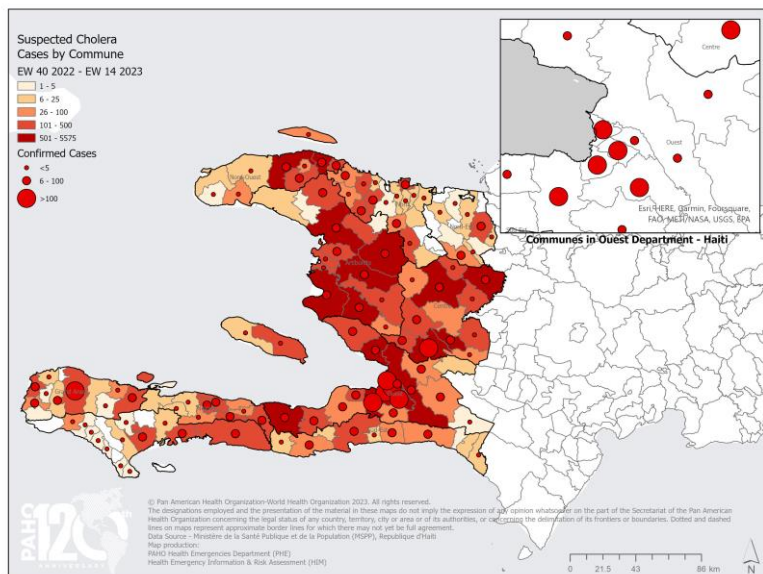 Suspected Cholera
Cases by Commune
EW 40 2022 - EW 14 2023
1 - 5
6 - 25
26 - 100
101 - 500
501 - 5575
Confirmed Cases
<5
6 - 100
>100
Centre
Ouest
Esri, HERE, Garmin, Foursquare,
FAO, METI/NASA, USGS, EPA
Communes in Ouest Department - Haiti
Nord Ouest
PAHO
120
ANNIVERSARY
© Pan American Health Organization-World Health Organization 2023. All rights reserved.
The designations employed and the presentation of the material in these maps do not imply the expression of any opinion whatsoever on the part of the Secretariat of the Pan American
Health Organization concerning the legal status of any country, territory, city or area or of its authorities, or concerning the delimitation of its frontiers or boundaries. Dotted and dashed
lines on maps represent approximate border lines for which there may not yet be full agreement.
Data Source - Ministère de la Santé Publique et de la Population (MSPP), Republique d'Haiti
Map production:
PAHO Health Emergencies Department (PHE)
Health Emergency Information & Risk Assessment (HIM)
0 21.5 43 86 km
N